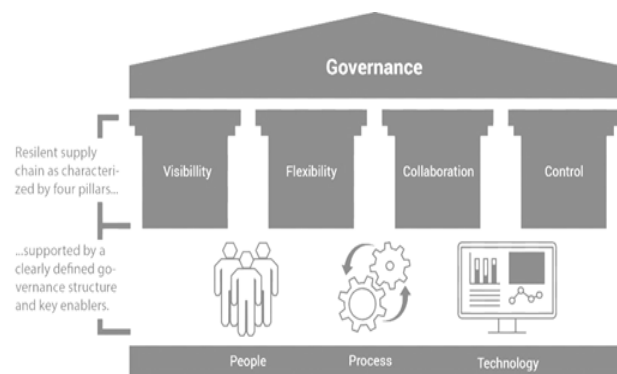 Governance
Resilent supply
chain as characteri-
zed by four pillars...
Visibillity
Flexibility
Collaboration
Control
...supported by a
clearly defined go-
vernance structure
and key enablers.
People
Process
Technology